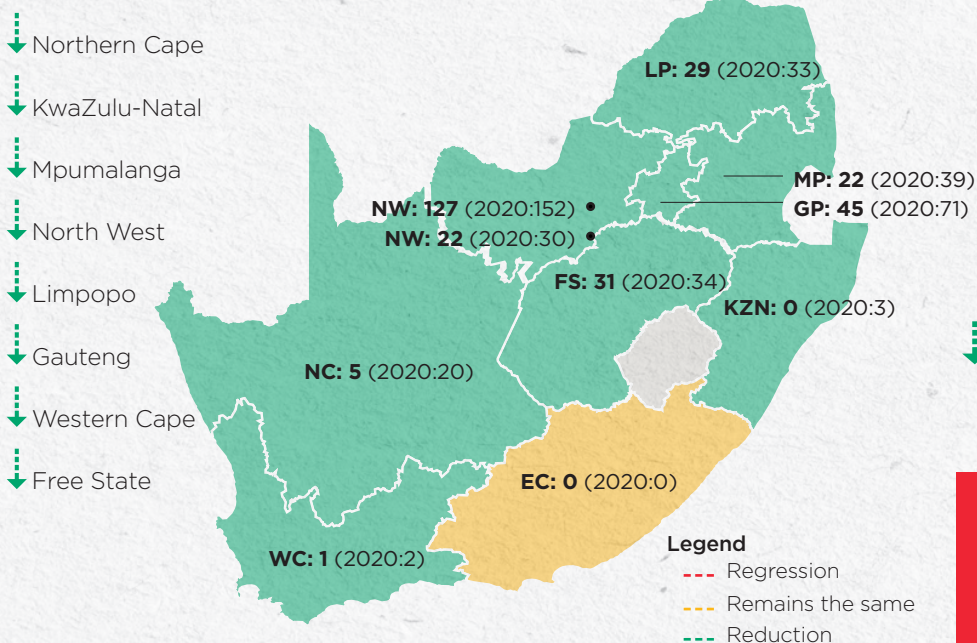 Northern Cape
KwaZulu-Natal
Mpumalanga
North West
Limpopo
Gauteng
Western Cape
Free State
LP: 29 (2020:33)
MP: 22 (2020:39)
NW: 127 (2020:152)
GP: 45 (2020:71)
NW: 22 (2020:30)
FS: 31 (2020:34)
KZN: 0 (2020:3)
NC: 5 (2020:20)
EC: 0 (2020:0)
WC: 1 (2020:2)
Legend
Regression
Remains the same
Reduction